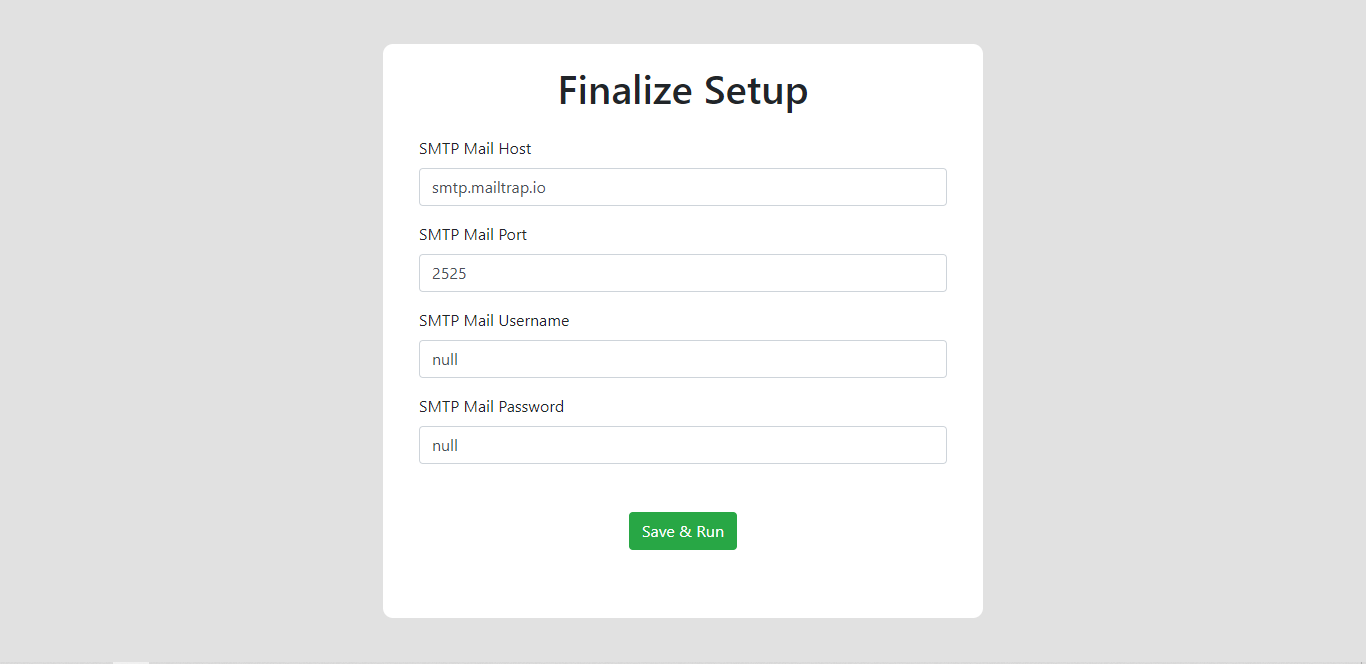 Finalize Setup
SMTP Mail Host
smtp.mailtrap.io
SMTP Mail Port
2525
SMTP Mail Username
null
SMTP Mail Password
null
Save & Run